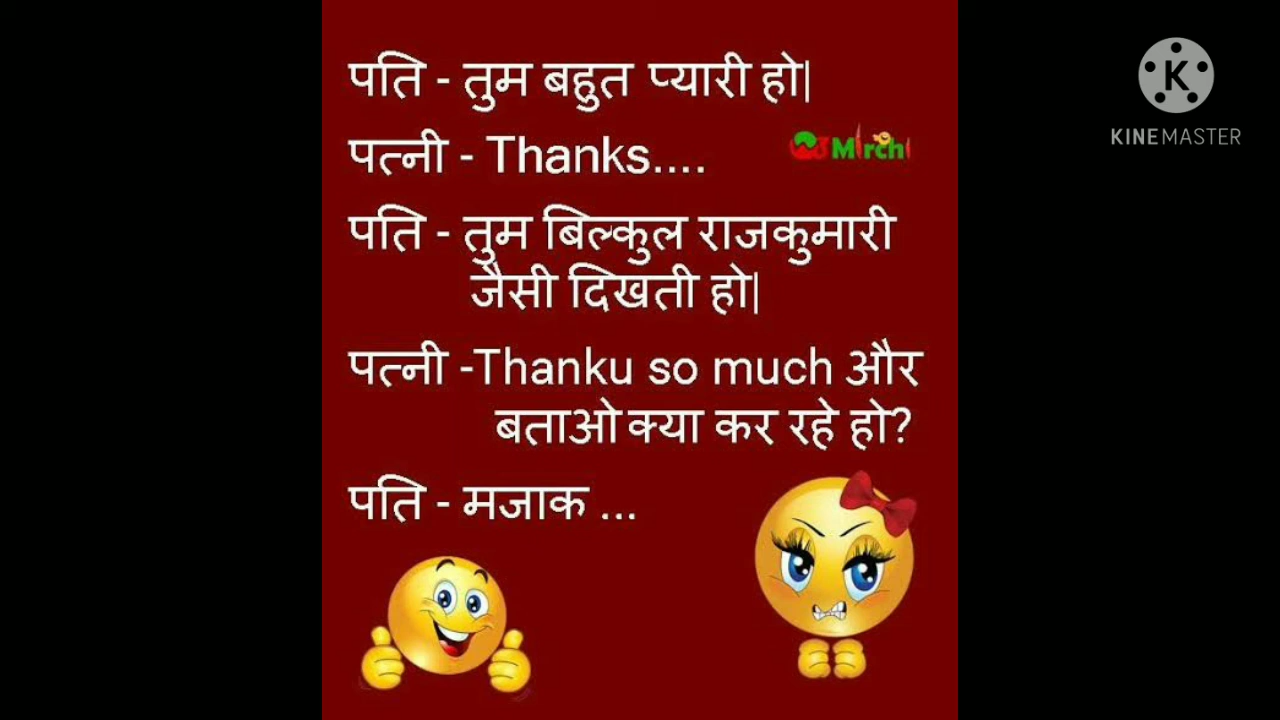 पति - तुम बहुत प्यारी हो|
पत्नी - Thanks....
Mirchi
पति - तुम बिल्कुल राजकुमारी
जैसी दिखती हो|
पत्नी -Thanku so much और
बताओ क्या कर रहे हो?
पति - मजाक ...
K
KINEMASTER